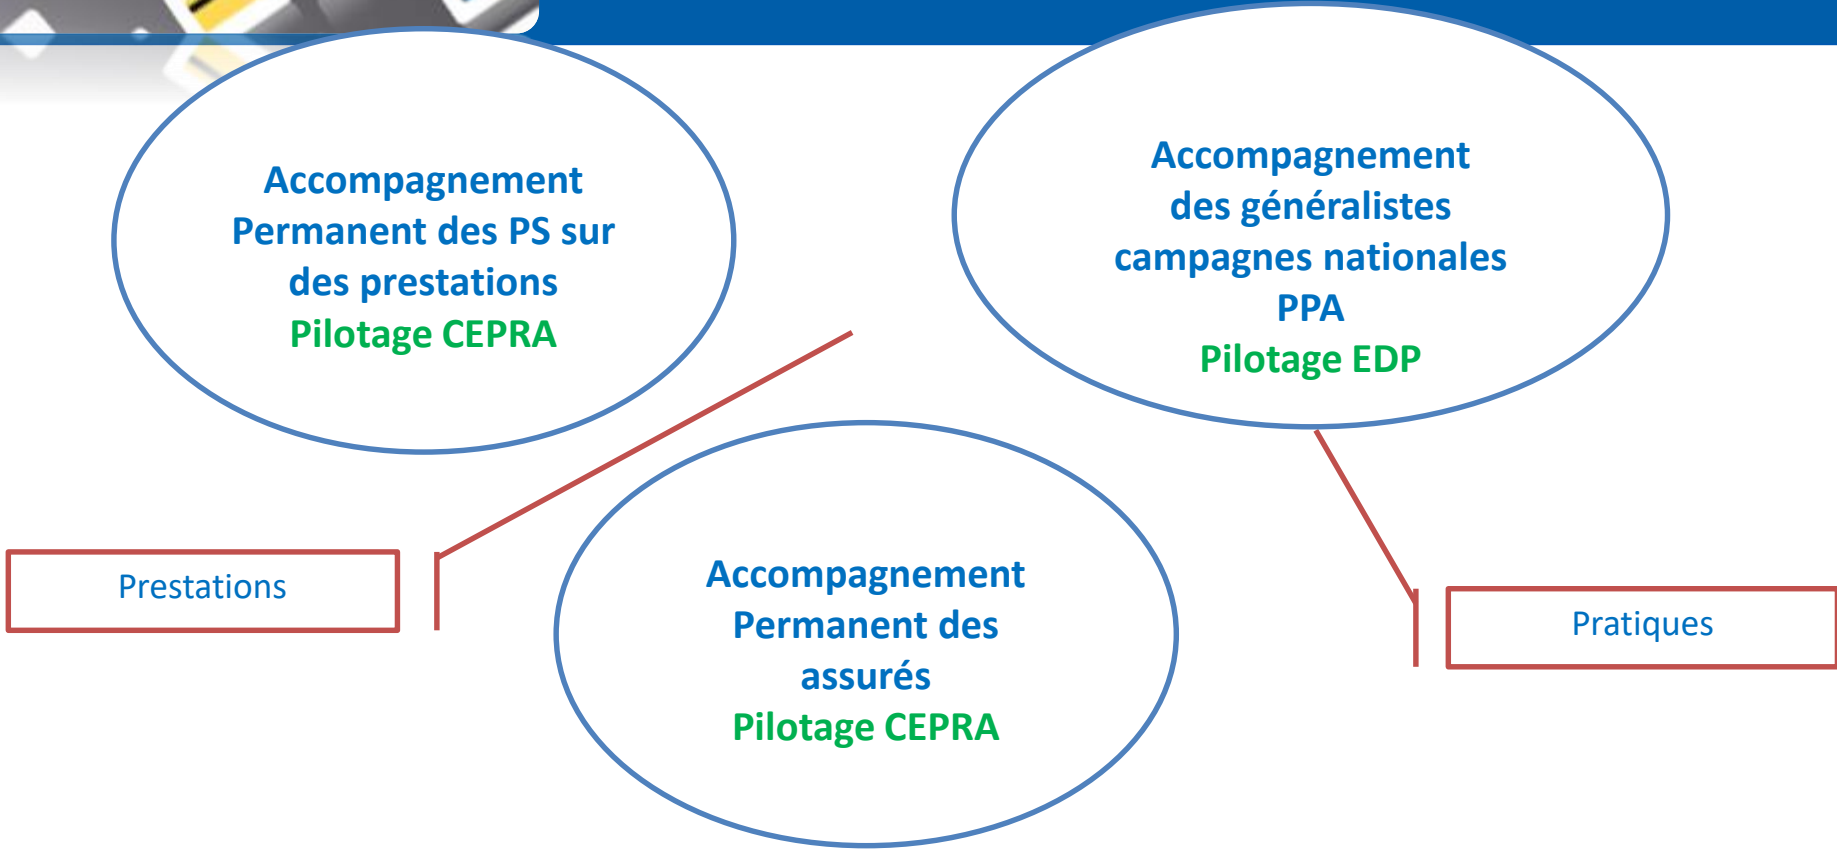 Accompagnement
Permanent des PS sur
des prestations
Pilotage CEPRA
Accompagnement
des généralistes
campagnes nationales
PPA
Pilotage EDP
Prestations
Accompagnement
Permanent des
assurés
Pilotage CEPRA
Pratiques